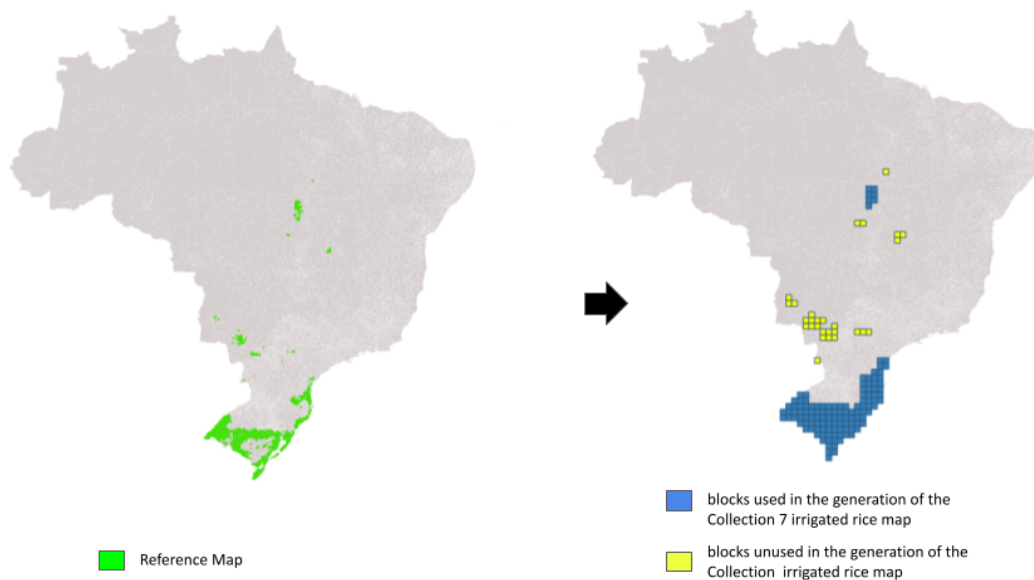 Reference Map
blocks used in the generation of the
Collection 7 irrigated rice map
blocks unused in the generation of the
Collection  irrigated rice map